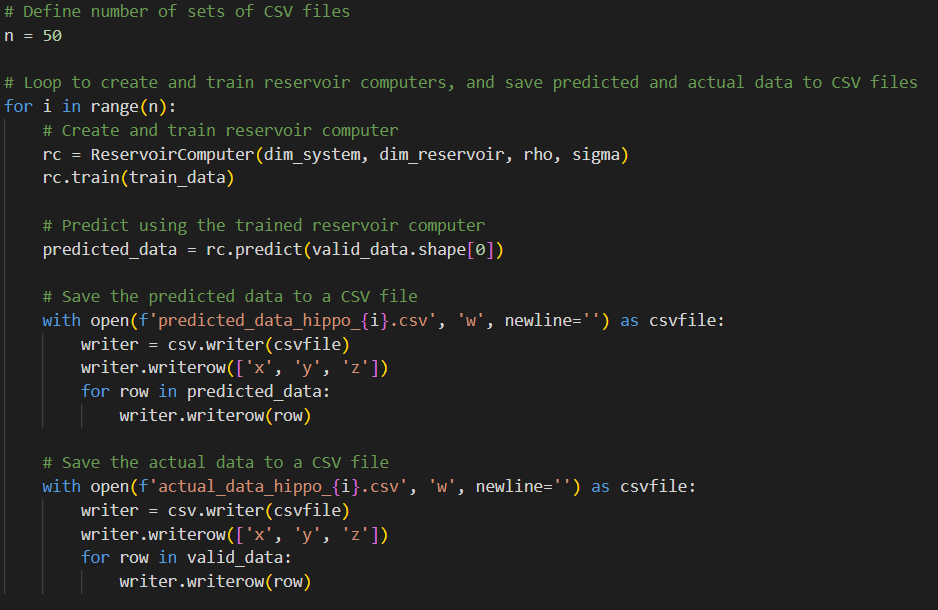 # Define number of sets of CSV files
n = 50
# Loop to create and train reservoir computers, and save predicted and actual data to CSV files
for i in range(n):
    # Create and train reservoir computer
    rc = ReservoirComputer(dim_system, dim_reservoir, rho, sigma)
    rc.train(train_data)
    # Predict using the trained reservoir computer
    predicted_data = rc.predict(valid_data.shape[0])
    # Save the predicted data to a CSV file
    with open(f'predicted_data_hippo_{i}.csv', 'w', newline='') as csvfile:
        writer = csv.writer(csvfile)
        writer.writerow(['x', 'y', 'z'])
        for row in predicted_data:
            writer.writerow(row)
    # Save the actual data to a CSV file
    with open(f'actual_data_hippo_{i}.csv', 'w', newline='') as csvfile:
        writer = csv.writer(csvfile)
        writer.writerow(['x', 'y', 'z'])
        for row in valid_data:
            writer.writerow(row)